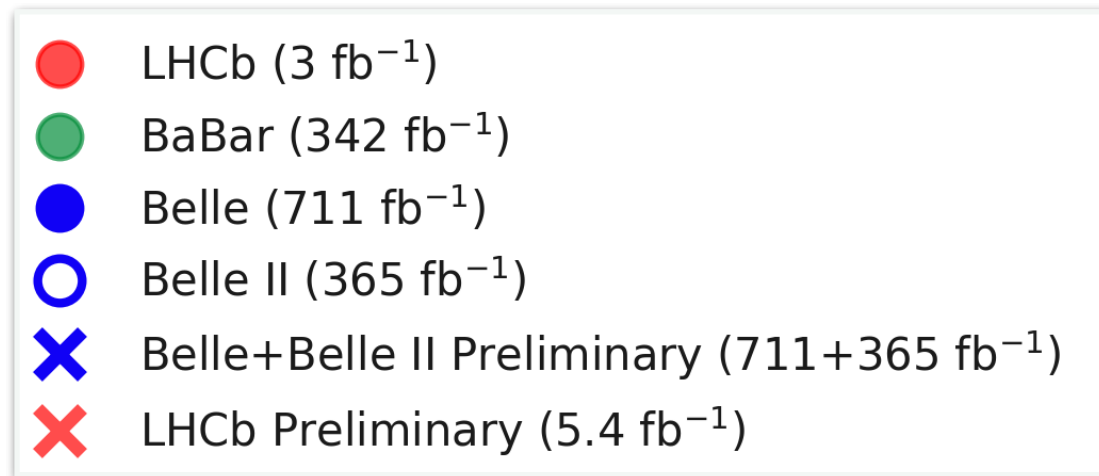 LHCb (3 fb⁻¹)
BaBar (342 fb⁻¹)
Belle (711 fb⁻¹)
Belle II (365 fb⁻¹)
Belle+Belle II Preliminary (711+365 fb⁻¹)
LHCb Preliminary (5.4 fb⁻¹)